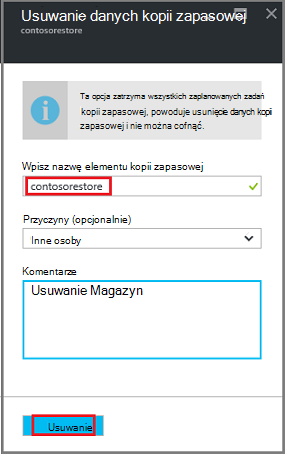 Usuwanie danych kopii zapasowej
contosorestore
Ta opcja zatrzyma wszystkich zaplanowanych zadań
kopii zapasowej, powoduje usunięcie danych kopii
zapasowej i nie można cofnąć.
Wpisz nazwę elementu kopii zapasowej
contosorestore
Przyczyny (opcjonalnie)
Inne osoby
Komentarze
Usuwanie Magazyn
Usuwanie